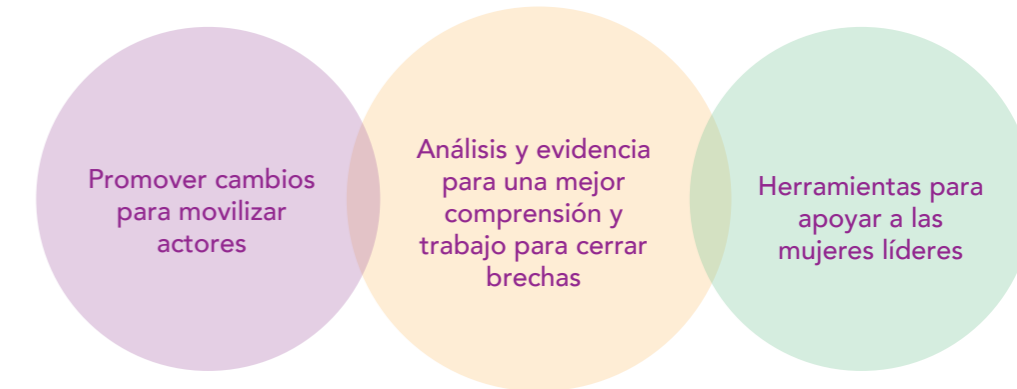 Promover cambios
para movilizar
actores
Análisis y evidencia
para una mejor
comprensión y
trabajo para cerrar
brechas
Herramientas para
apoyar a las
mujeres líderes